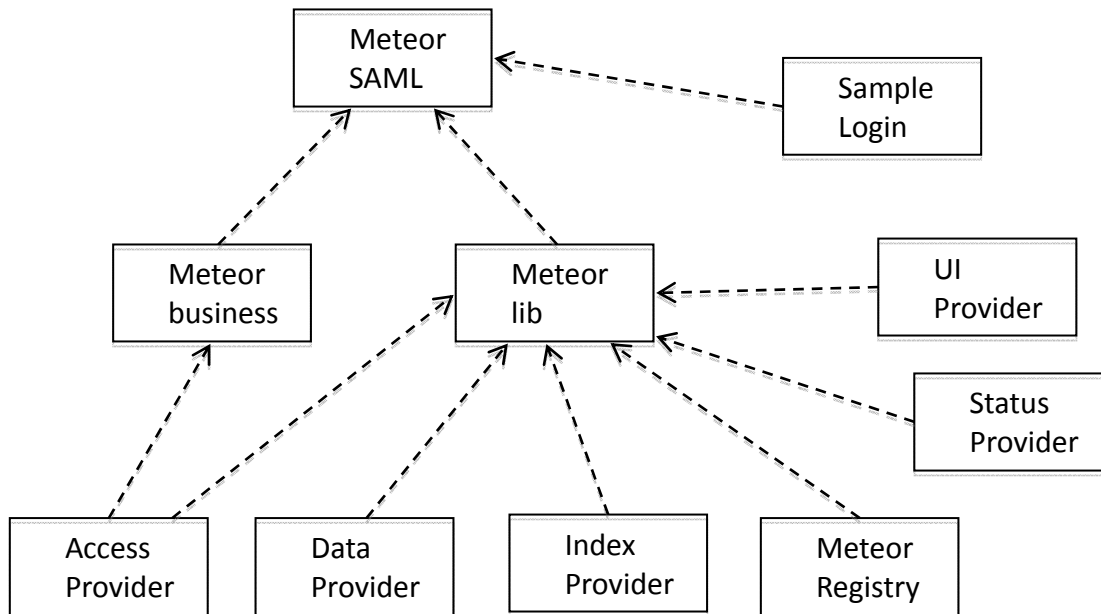 Meteor
SAML
Sample
Login
Meteor
business
Meteor
lib
UI
Provider
Status
Provider
Access
Provider
Data
Provider
Index
Provider
Meteor
Registry